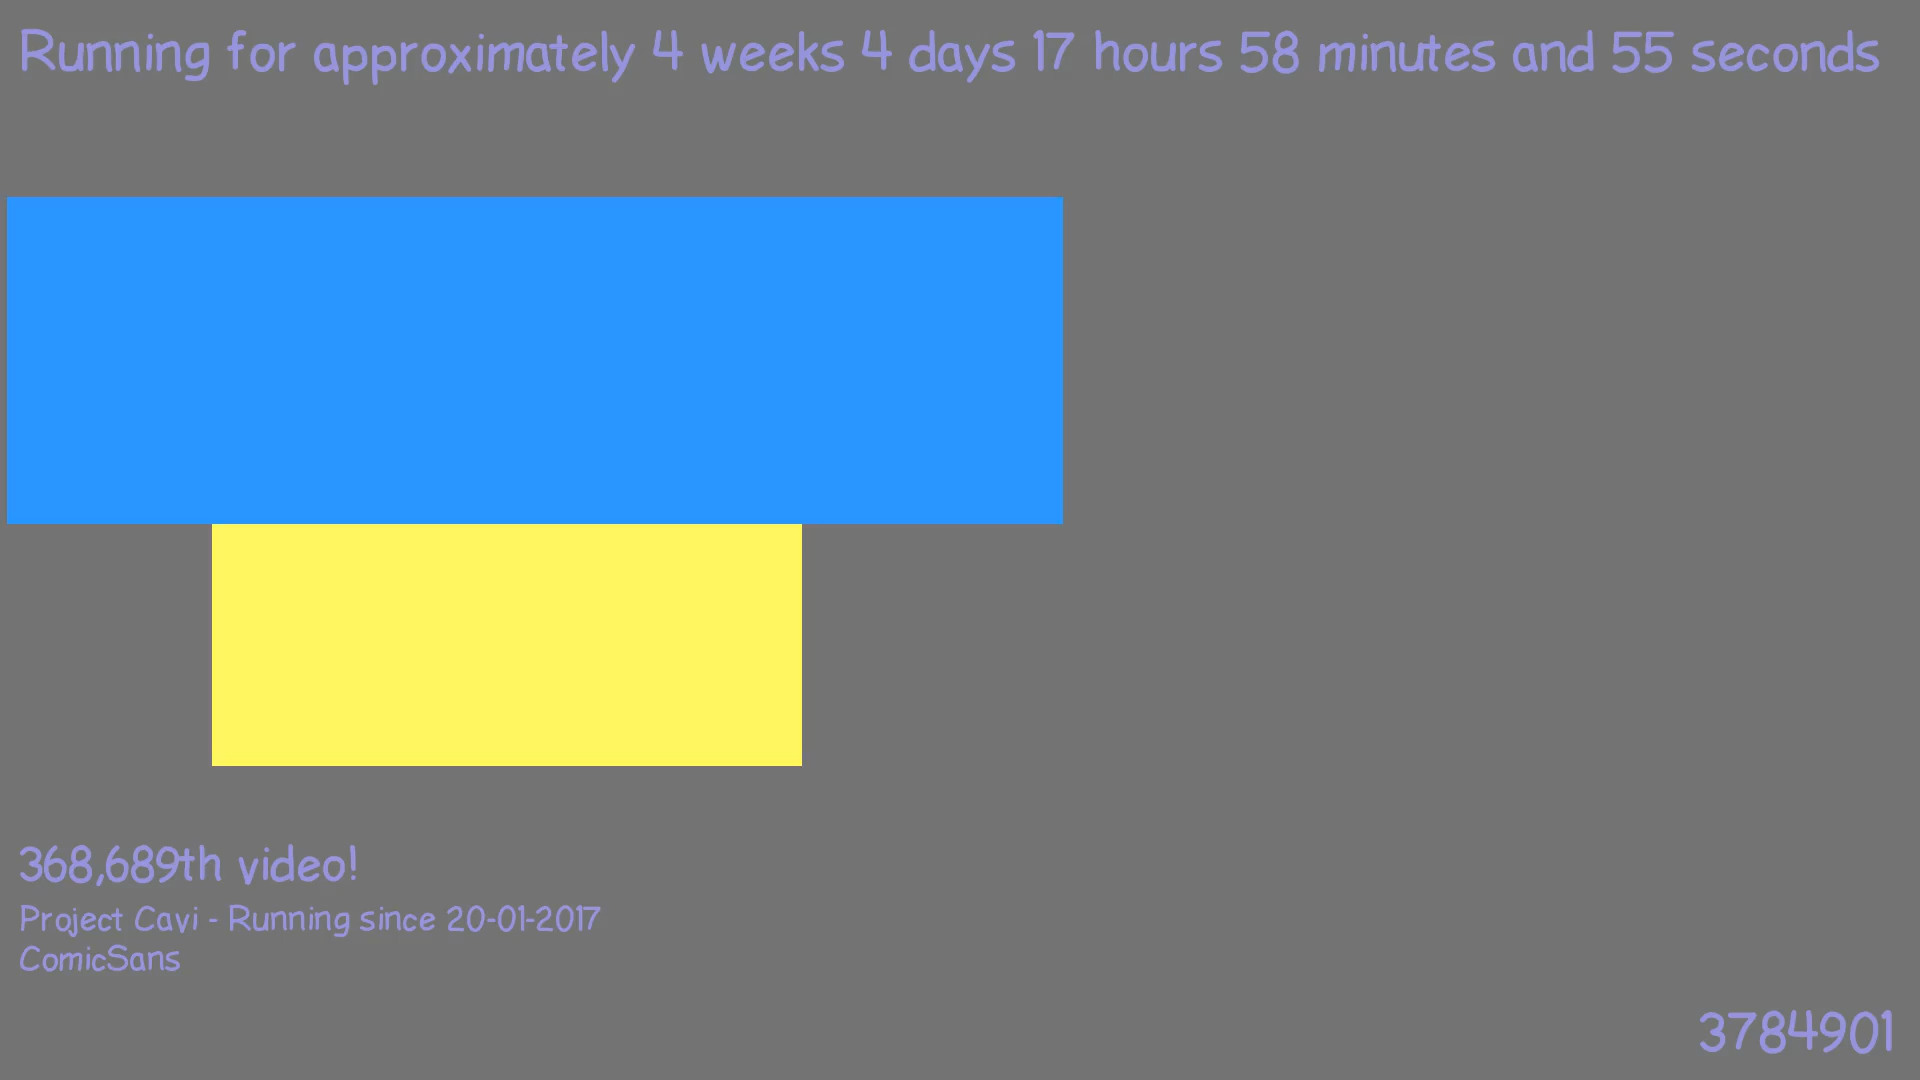 Running for approximately 4 weeks 4 days 17 hours 58 minutes and 55 seconds
368,689th video!
Project Cavi - Running since 20-01-2017
ComicSans
3784901